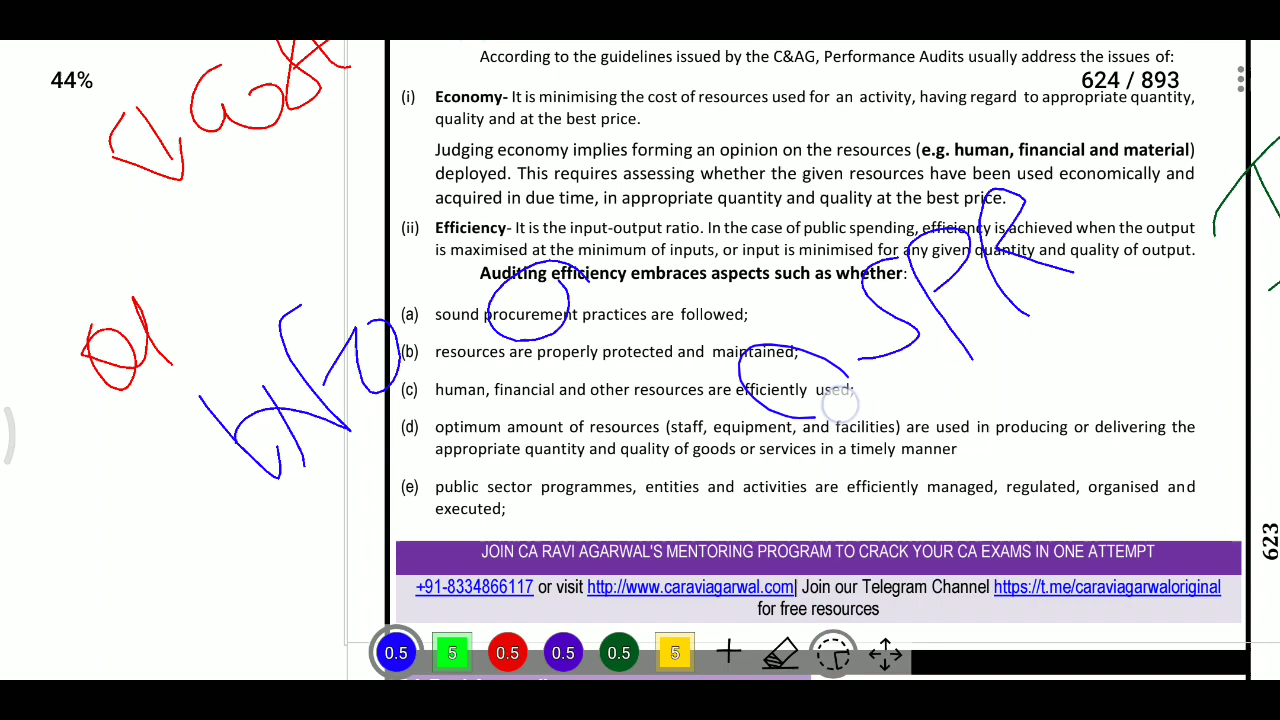 According to the guidelines issued by the C&AG, Performance Audits usually address the issues of:
44%
624 / 893
(i) Economy- It is minimising the cost of resources used for an activity, having regard to appropriate quantity,
quality and at the best price.
Judging economy implies forming an opinion on the resources (e.g. human, financial and material)
deployed. This requires assessing whether the given resources have been used economically and
acquired in due time, in appropriate quantity and quality at the best price.
(ii) Efficiency- It is the input-output ratio. In the case of public spending, efficiency is achieved when the output
is maximised at the minimum of inputs, or input is minimised for any given quantity and quality of output.
Auditing efficiency embraces aspects such as whether:
SPR
(a) sound procurement practices are followed;
(b) resources are properly protected and maintained;
(c) human, financial and other resources are efficiently used;
(d) optimum amount of resources (staff, equipment, and facilities) are used in producing or delivering the
appropriate quantity and quality of goods or services in a timely manner
(e) public sector programmes, entities and activities are efficiently managed, regulated, organised and
executed;
623
JOIN CA RAVI AGARWAL'S MENTORING PROGRAM TO CRACK YOUR CA EXAMS IN ONE ATTEMPT
+91-8334866117 or visit http://www.caraviagarwal.com| Join our Telegram Channel https://t.me/caraviagarwaloriginal
for free resources
0.5 5 0.5 0.5 0.5 5